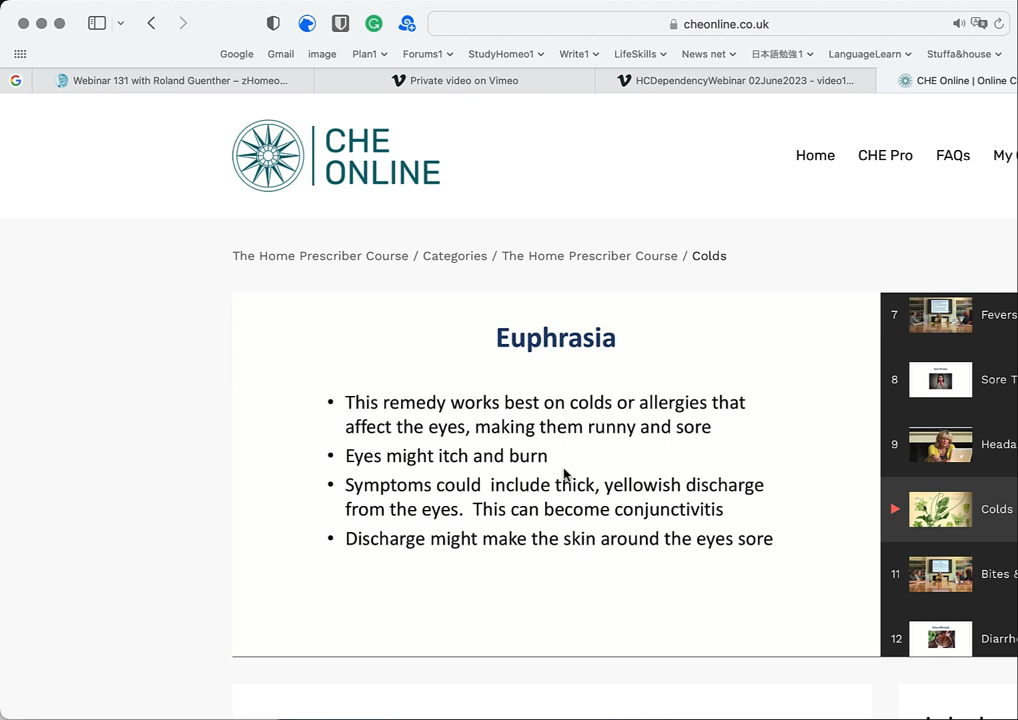 cheonline.co.uk
Google Gmail image Plan1 Forums1 StudyHomeo1 Write1 LifeSkills News net 日本語勉強1 LanguageLearn Stuffa&house
G Webinar 131 with Roland Guenther – zHomeo... Private video on Vimeo HCDependencyWebinar 02June2023 - video1... CHE Online | Online C
CHE
ONLINE
Home CHE Pro FAQs My
The Home Prescriber Course / Categories / The Home Prescriber Course / Colds
Euphrasia
• This remedy works best on colds or allergies that
affect the eyes, making them runny and sore
• Eyes might itch and burn
• Symptoms could include thick, yellowish discharge
from the eyes. This can become conjunctivitis
• Discharge might make the skin around the eyes sore
7 Fevers
8 Sore T
9 Heada
Colds
11 Bites &
12 Diarrh